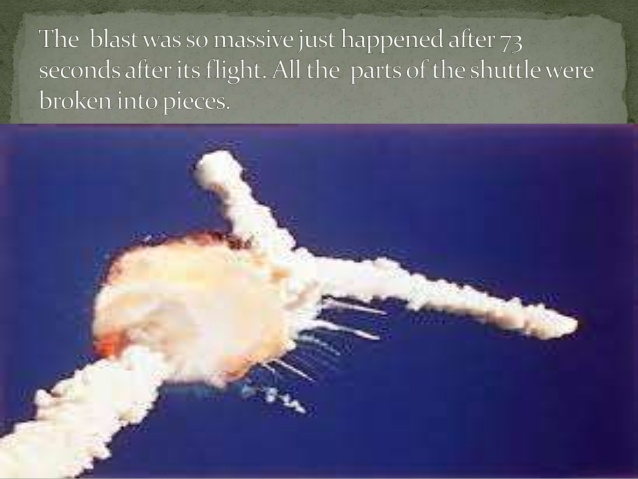 The blast was so massive just happened after 73
seconds after its flight. All the parts of the shuttle were
broken into pieces.